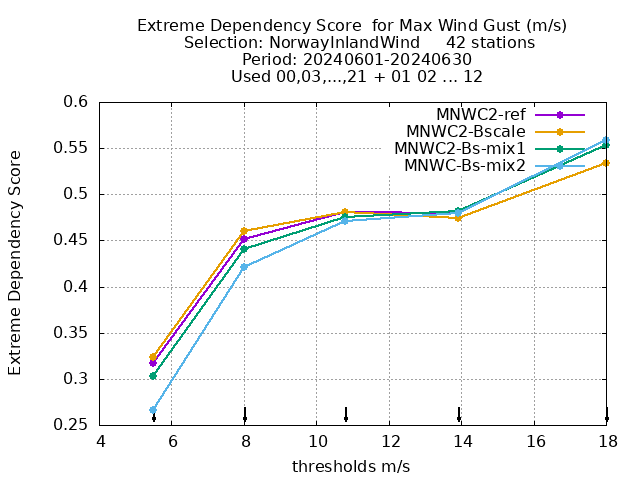 Extreme Dependency Score  for Max Wind Gust (m/s)
Selection: NorwayInlandWind     42 stations
Period: 20240601-20240630
Used 00,03,...,21 + 01 02 ... 12
MNWC2-ref
MNWC2-Bscale
MNWC2-Bs-mix1
MNWC-Bs-mix2
Extreme Dependency Score
0.6
0.55
0.5
0.45
0.4
0.35
0.3
0.25
4 6 8 10 12 14 16 18
thresholds m/s